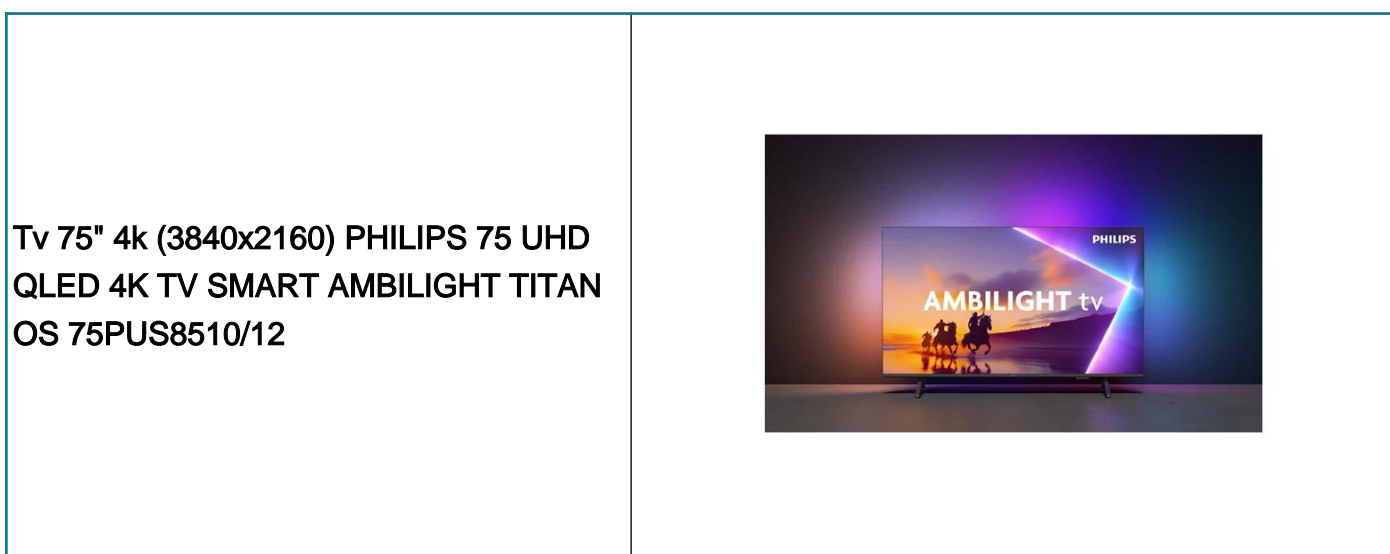 Tv 75" 4k (3840x2160) PHILIPS 75 UHD
QLED 4K TV SMART AMBILIGHT TITAN
OS 75PUS8510/12
PHILIPS
AMBILIGHT tv